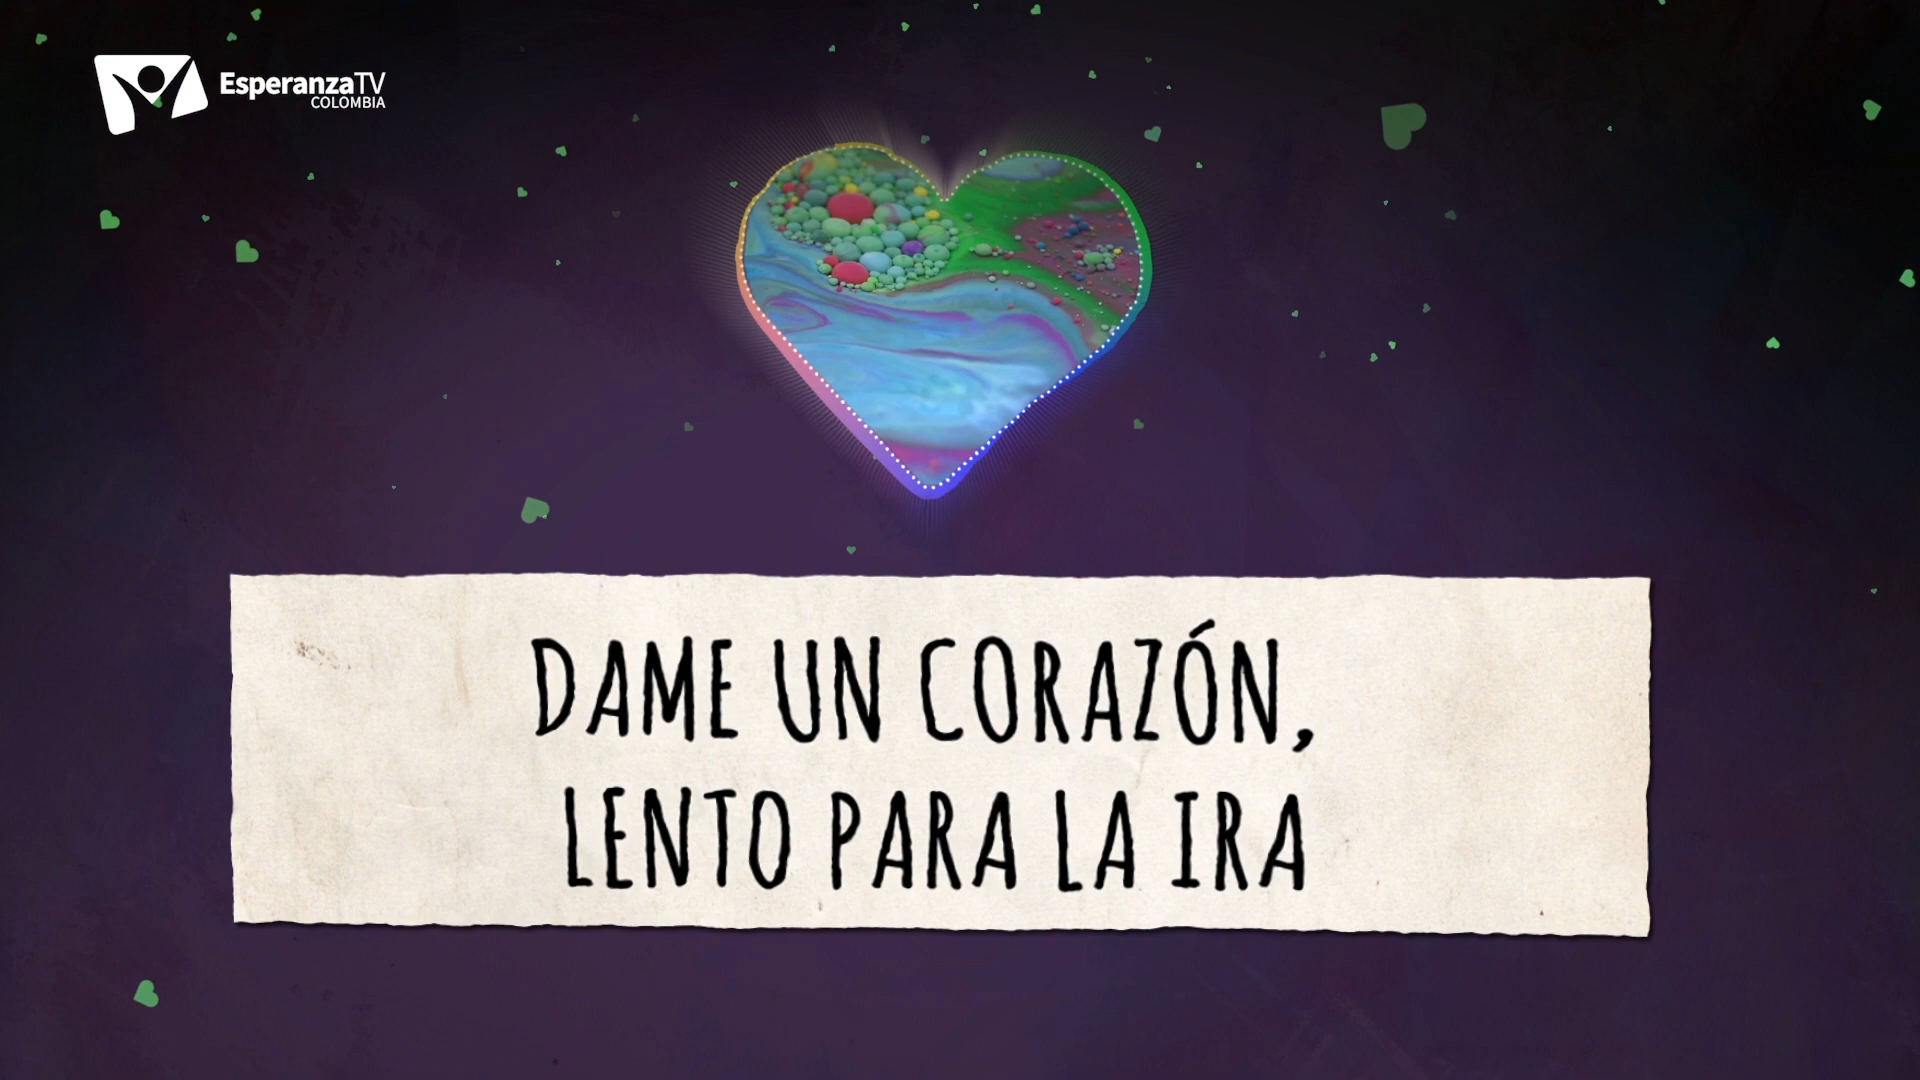 EsperanzaTV
COLOMBIA
DAME UN CORAZÓN,
LENTO PARA LA IRA